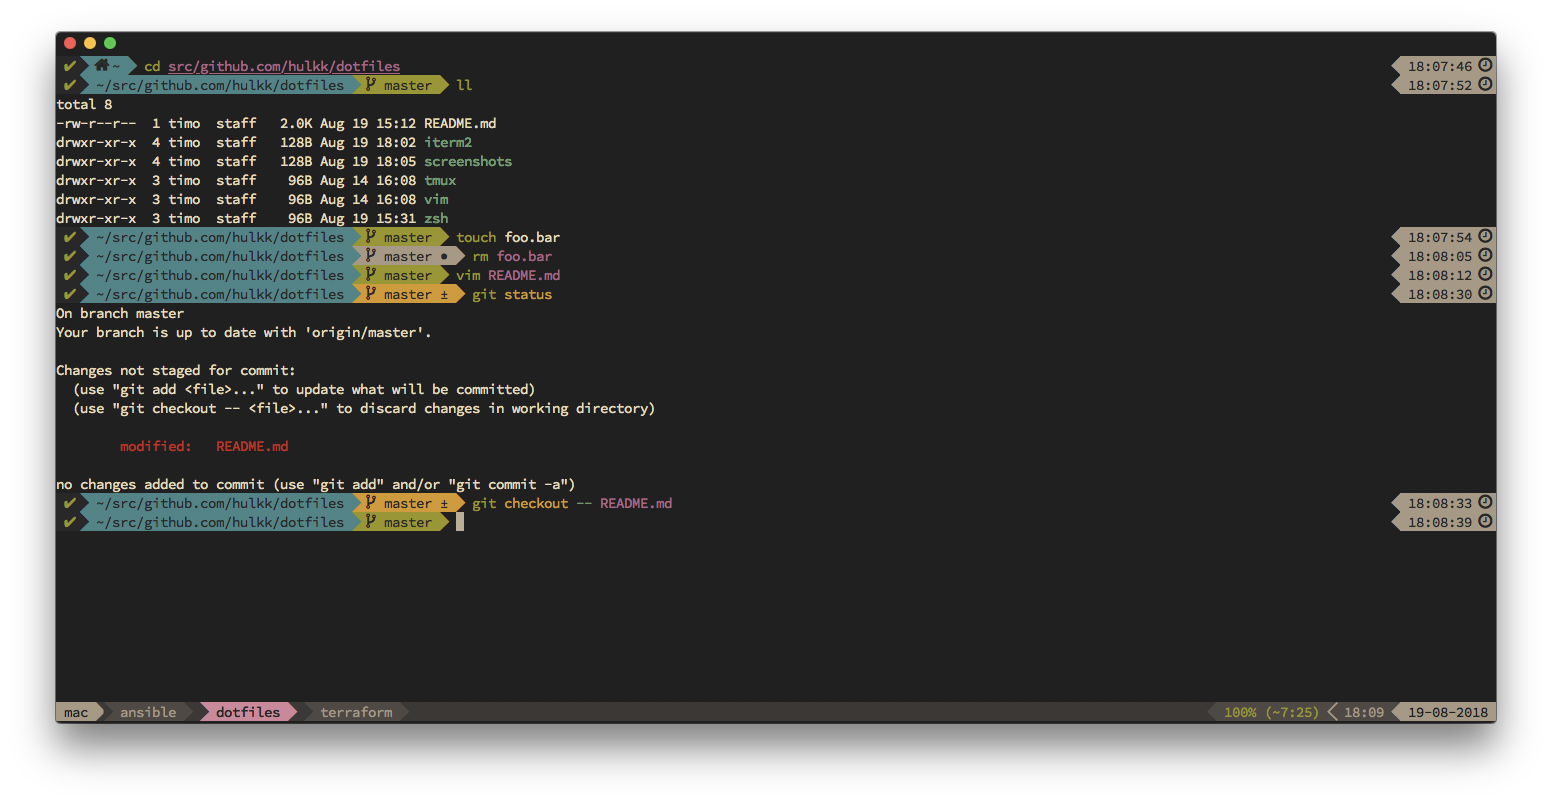 ✔ ~ cd src/github.com/hulkk/dotfiles 18:07:46
✔ ~/src/github.com/hulkk/dotfiles master ll 18:07:52
total 8
-rw-r--r-- 1 timo staff 2.0K Aug 19 15:12 README.md
drwxr-xr-x 4 timo staff 128B Aug 19 18:02 iterm2
drwxr-xr-x 4 timo staff 128B Aug 19 18:05 screenshots
drwxr-xr-x 3 timo staff 96B Aug 14 16:08 tmux
drwxr-xr-x 3 timo staff 96B Aug 14 16:08 vim
drwxr-xr-x 3 timo staff 96B Aug 19 15:31 zsh
✔ ~/src/github.com/hulkk/dotfiles master touch foo.bar 18:07:54
✔ ~/src/github.com/hulkk/dotfiles master ● rm foo.bar 18:08:05
✔ ~/src/github.com/hulkk/dotfiles master vim README.md 18:08:12
✔ ~/src/github.com/hulkk/dotfiles master ± git status 18:08:30
On branch master
Your branch is up to date with 'origin/master'.
Changes not staged for commit:
(use "git add <file>..." to update what will be committed)
(use "git checkout -- <file>..." to discard changes in working directory)
modified: README.md
no changes added to commit (use "git add" and/or "git commit -a")
✔ ~/src/github.com/hulkk/dotfiles master ± git checkout -- README.md 18:08:33
✔ ~/src/github.com/hulkk/dotfiles master 18:08:39
mac ansible dotfiles terraform 100% (~7:25) 18:09 19-08-2018